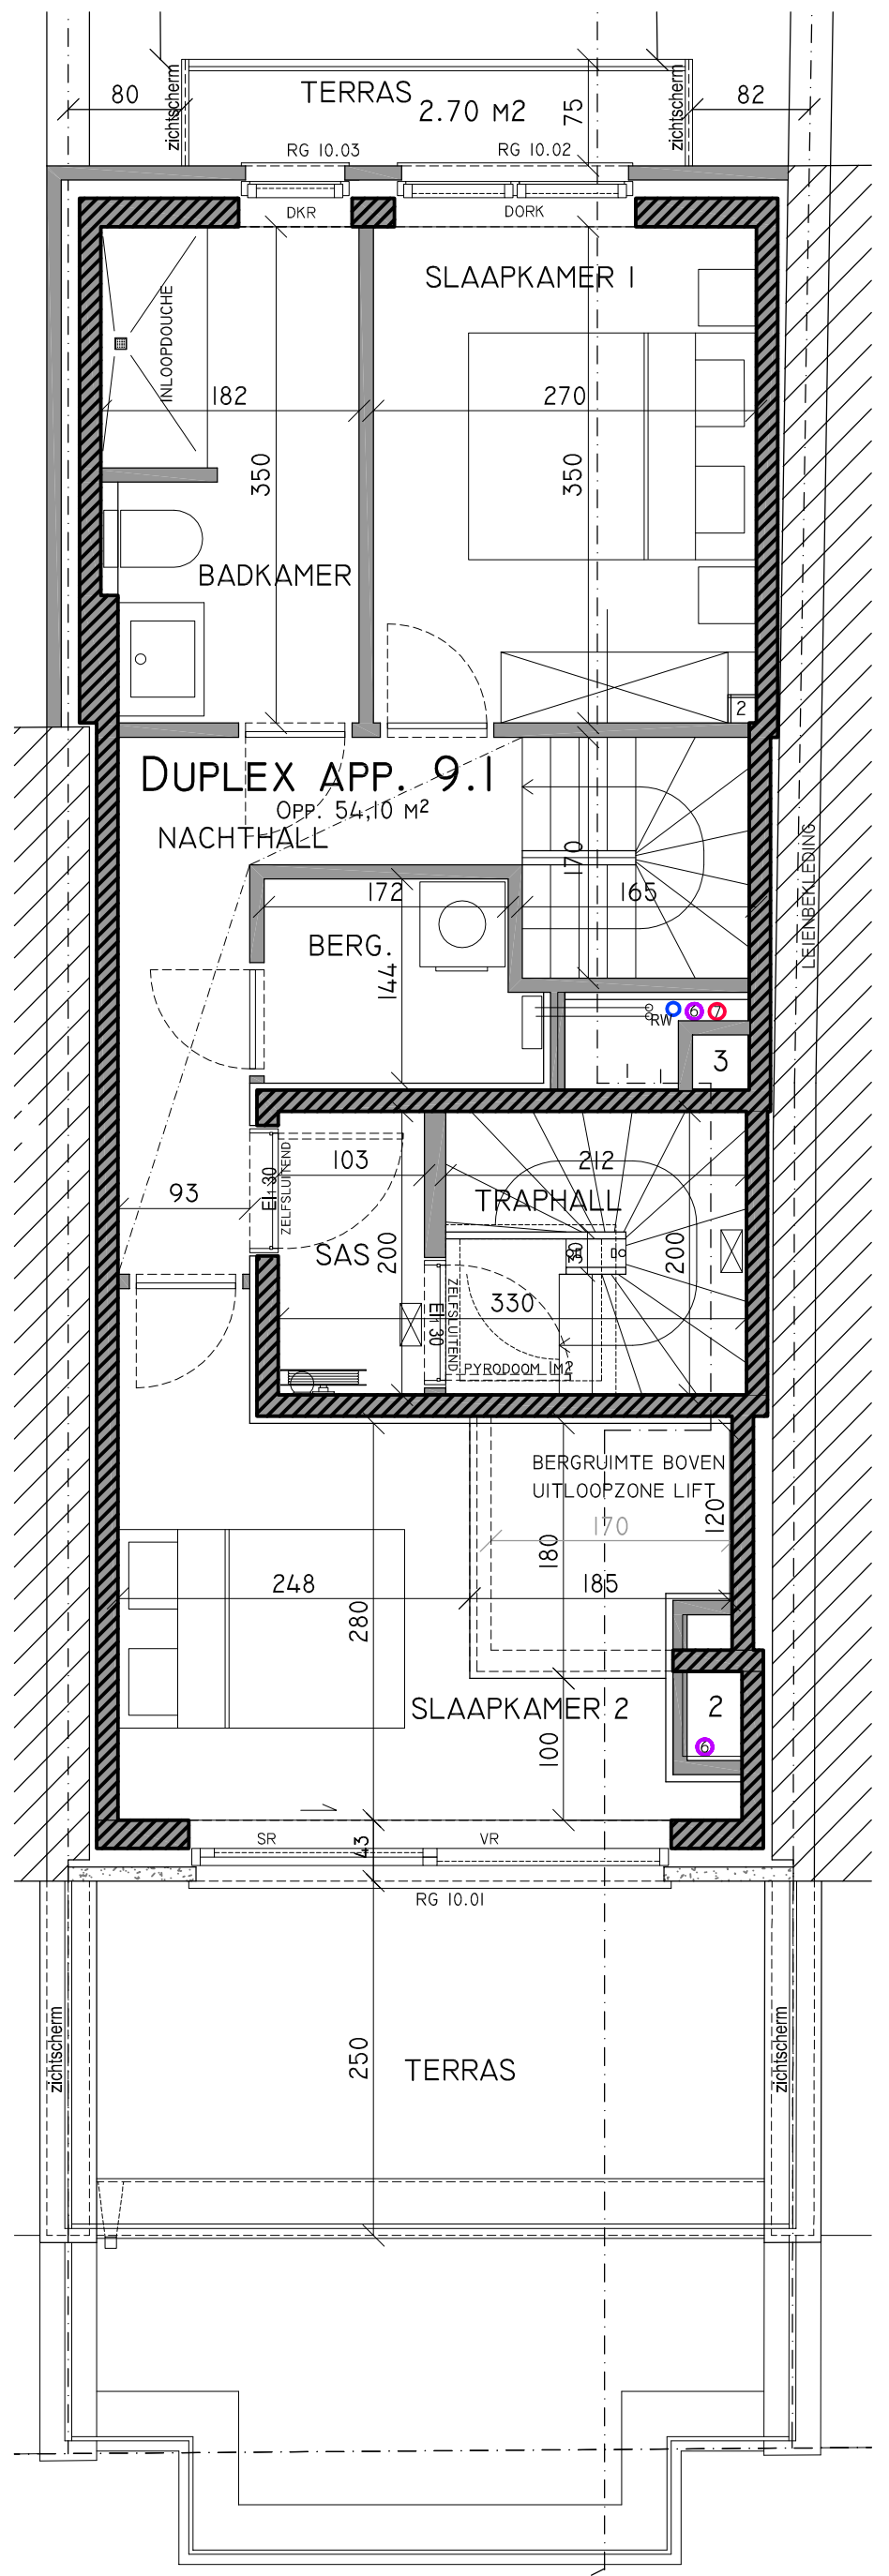 TERRAS
2.70 M2
80
82
75
zichtscherm
zichtscherm
RG 10.03
RG 10.02
DKR
DORK
SLAAPKAMER 1
INLOOPDOUCHE
182
270
350
350
BADKAMER
2
DUPLEX APP. 9.1
OPP. 54,10 M²
NACHTHALL
170
172
165
LEIENBEKLEDING
BERG.
144
RW
6
7
3
103
212
93
EI₁ 30
ZELFSLUITEND
TRAPHALL
SAS
200
200
330
EI₁ 30
ZELFSLUITEND
PYRODOOM 1M2
BERGRUIMTE BOVEN
UITLOOPZONE LIFT
120
170
180
248
185
280
SLAAPKAMER 2
2
6
100
SR
VR
43
RG 10.01
250
TERRAS
zichtscherm
zichtscherm